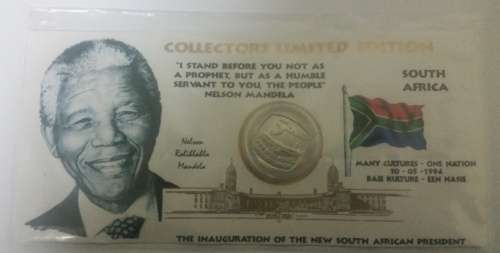 COLLECTORS LIMITED EDITION
"I STAND BEFORE YOU NOT AS
A PROPHET, BUT AS A HUMBLE
SERVANT TO YOU, THE PEOPLE"
NELSON MANDELA
SOUTH
AFRICA
Nelson
Rolihlahla
Mandela
MANY CULTURES - ONE NATION
10 - 05 - 1994
BAIE KULTURE - EEN NASIE
THE INAUGURATION OF THE NEW SOUTH AFRICAN PRESIDENT